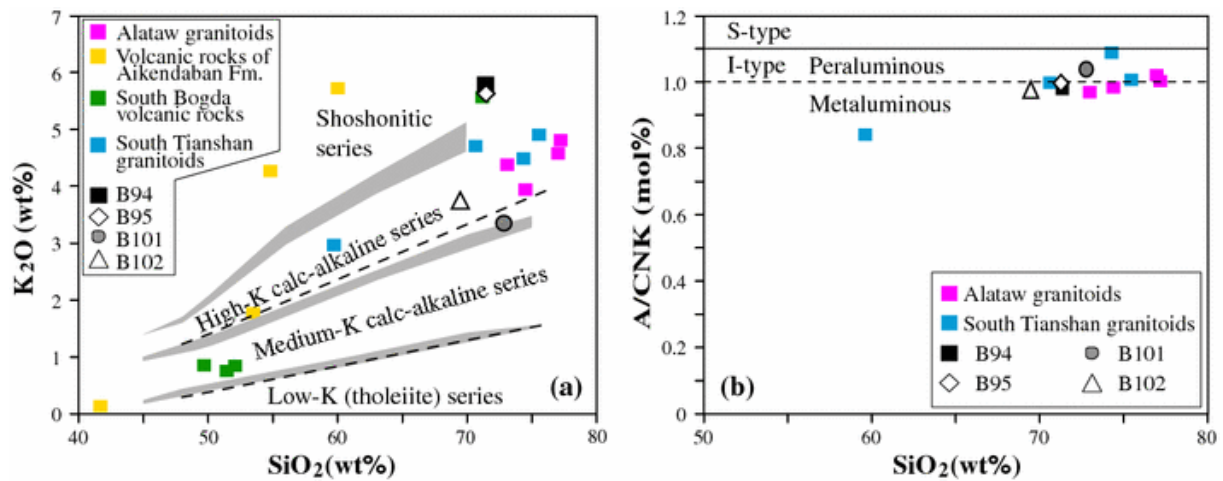 7
6
5
4
3
2
1
0
K₂O (wt%)
Alataw granitoids
Volcanic rocks of
Aikendaban Fm.
South Bogda
volcanic rocks
South Tianshan
granitoids
B94
B95
B101
B102
Shoshonitic
series
High-K calc-alkaline series
Medium-K calc-alkaline series
Low-K (tholeiite) series
(a)
40
50
60
70
80
SiO₂(wt%)
1.2
1.0
0.8
0.6
0.4
0.2
0.0
A/CNK (mol%)
S-type
I-type
Peraluminous
Metaluminous
Alataw granitoids
South Tianshan granitoids
B94
B101
B95
B102
(b)
50
60
70
80
SiO₂(wt%)